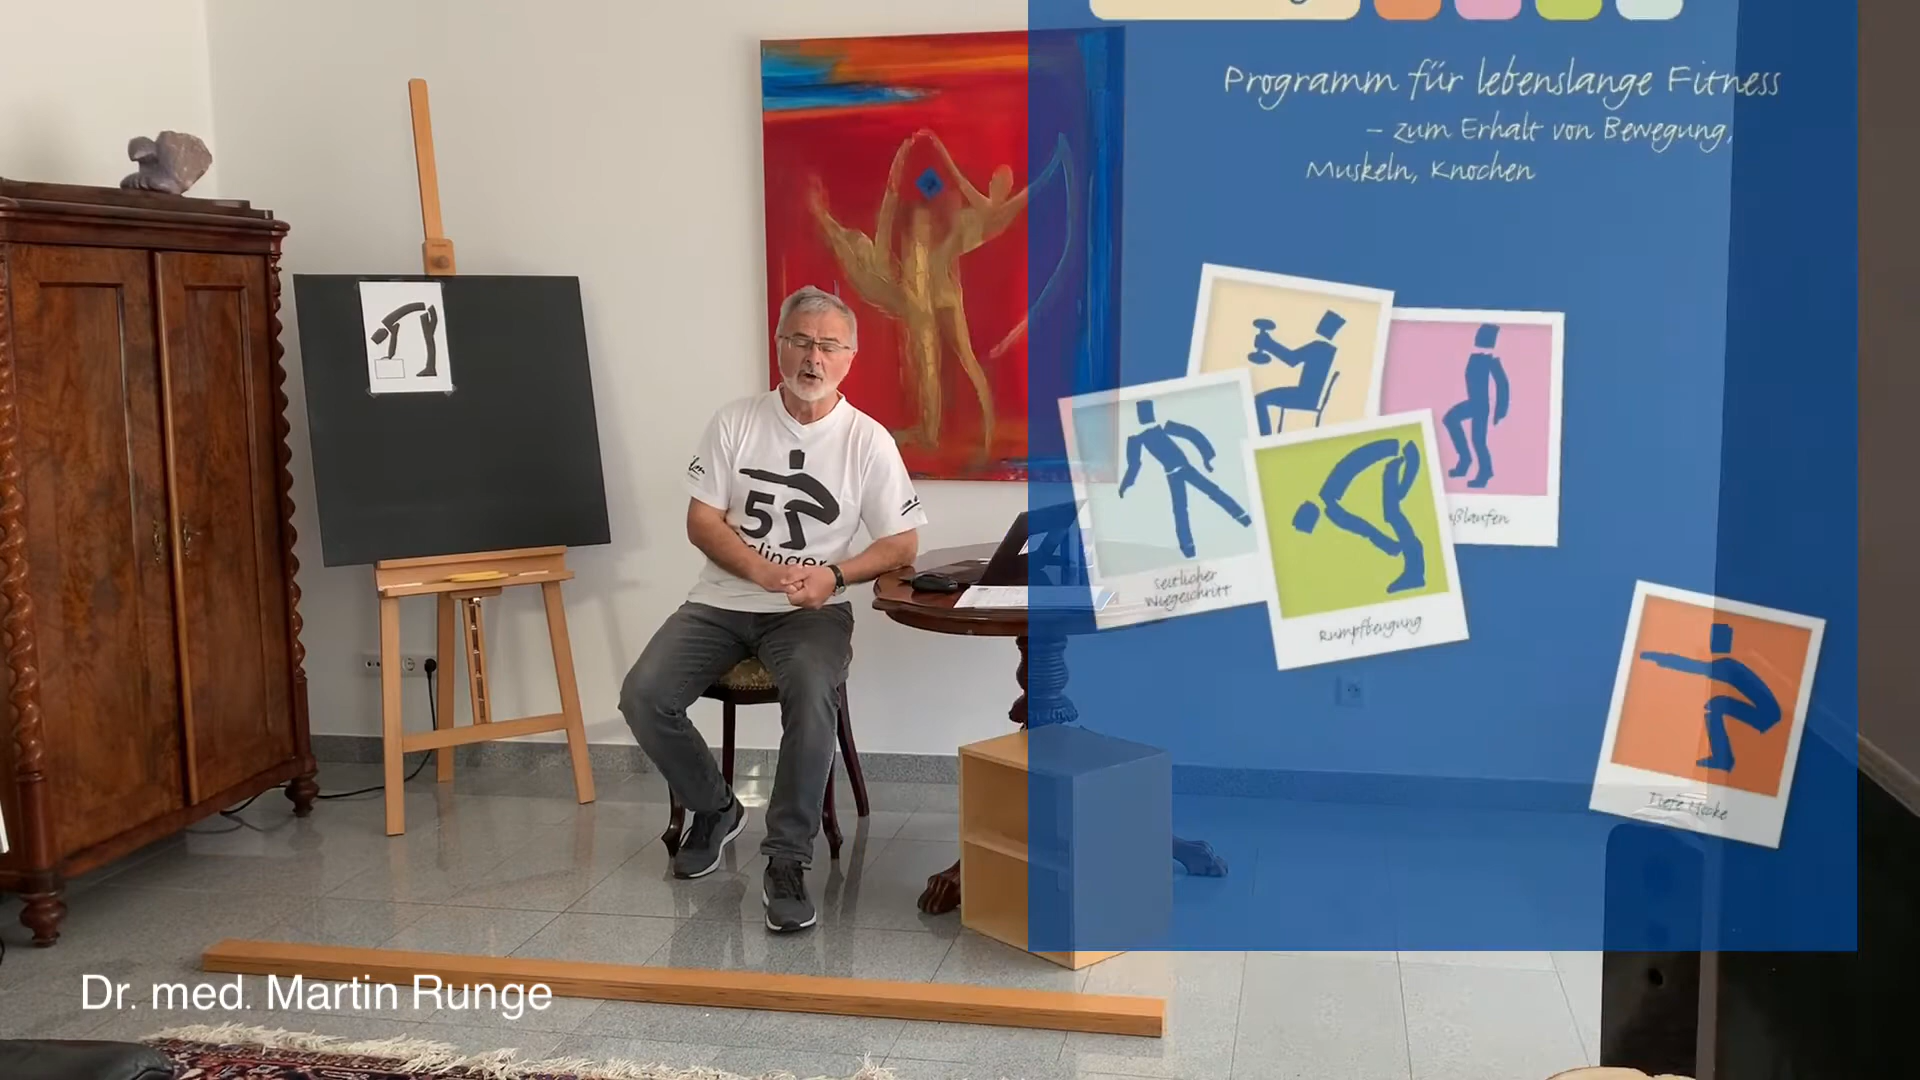 Programm für lebenslange Fitness
– zum Erhalt von Bewegung,
Muskeln, Knochen
seitlicher
Wiegeschritt
Rumpfbeugung
Tiefe Hocke
5
Dr. med. Martin Runge